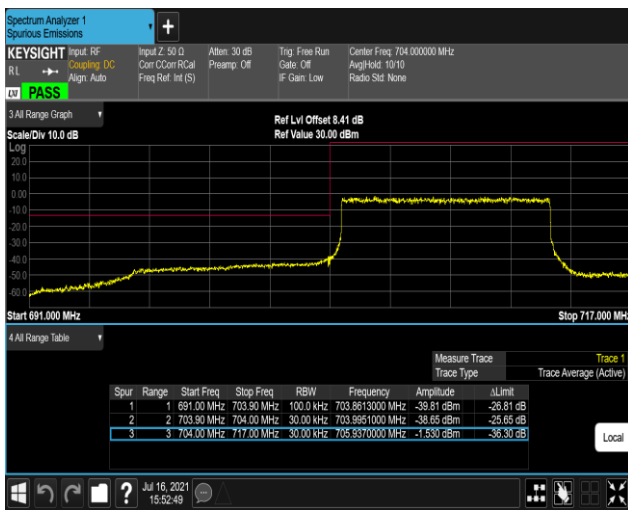 Spectrum Analyzer 1
Spurious Emissions
KEYSIGHT Input: RF Input Z: 50 Ω Atten: 30 dB Trig: Free Run Center Freq: 704.000000 MHz
Coupling: DC Corr CCorr RCal Preamp: Off Gate: Off Avg|Hold: 10/10
RL Align: Auto Freq Ref: Int (S) IF Gain: Low Radio Std: None
LXI PASS
3 All Range Graph
Ref Lvl Offset 8.41 dB
Scale/Div 10.0 dB Ref Value 30.00 dBm
Log
20.0
10.0
0.00
-10.0
-20.0
-30.0
-40.0
-50.0
-60.0
Start 691.000 MHz Stop 717.000 MHz
4 All Range Table
Measure Trace Trace 1
Trace Type Trace Average (Active)
Spur Range Start Freq Stop Freq RBW Frequency Amplitude ΔLimit
1 1 691.00 MHz 703.90 MHz 100.0 kHz 703.8613000 MHz -39.81 dBm -26.81 dB
2 2 703.90 MHz 704.00 MHz 30.00 kHz 703.9951000 MHz -38.65 dBm -25.65 dB
3 3 704.00 MHz 717.00 MHz 30.00 kHz 705.9370000 MHz -1.530 dBm -36.30 dB
Local
? Jul 16, 2021
15:52:49